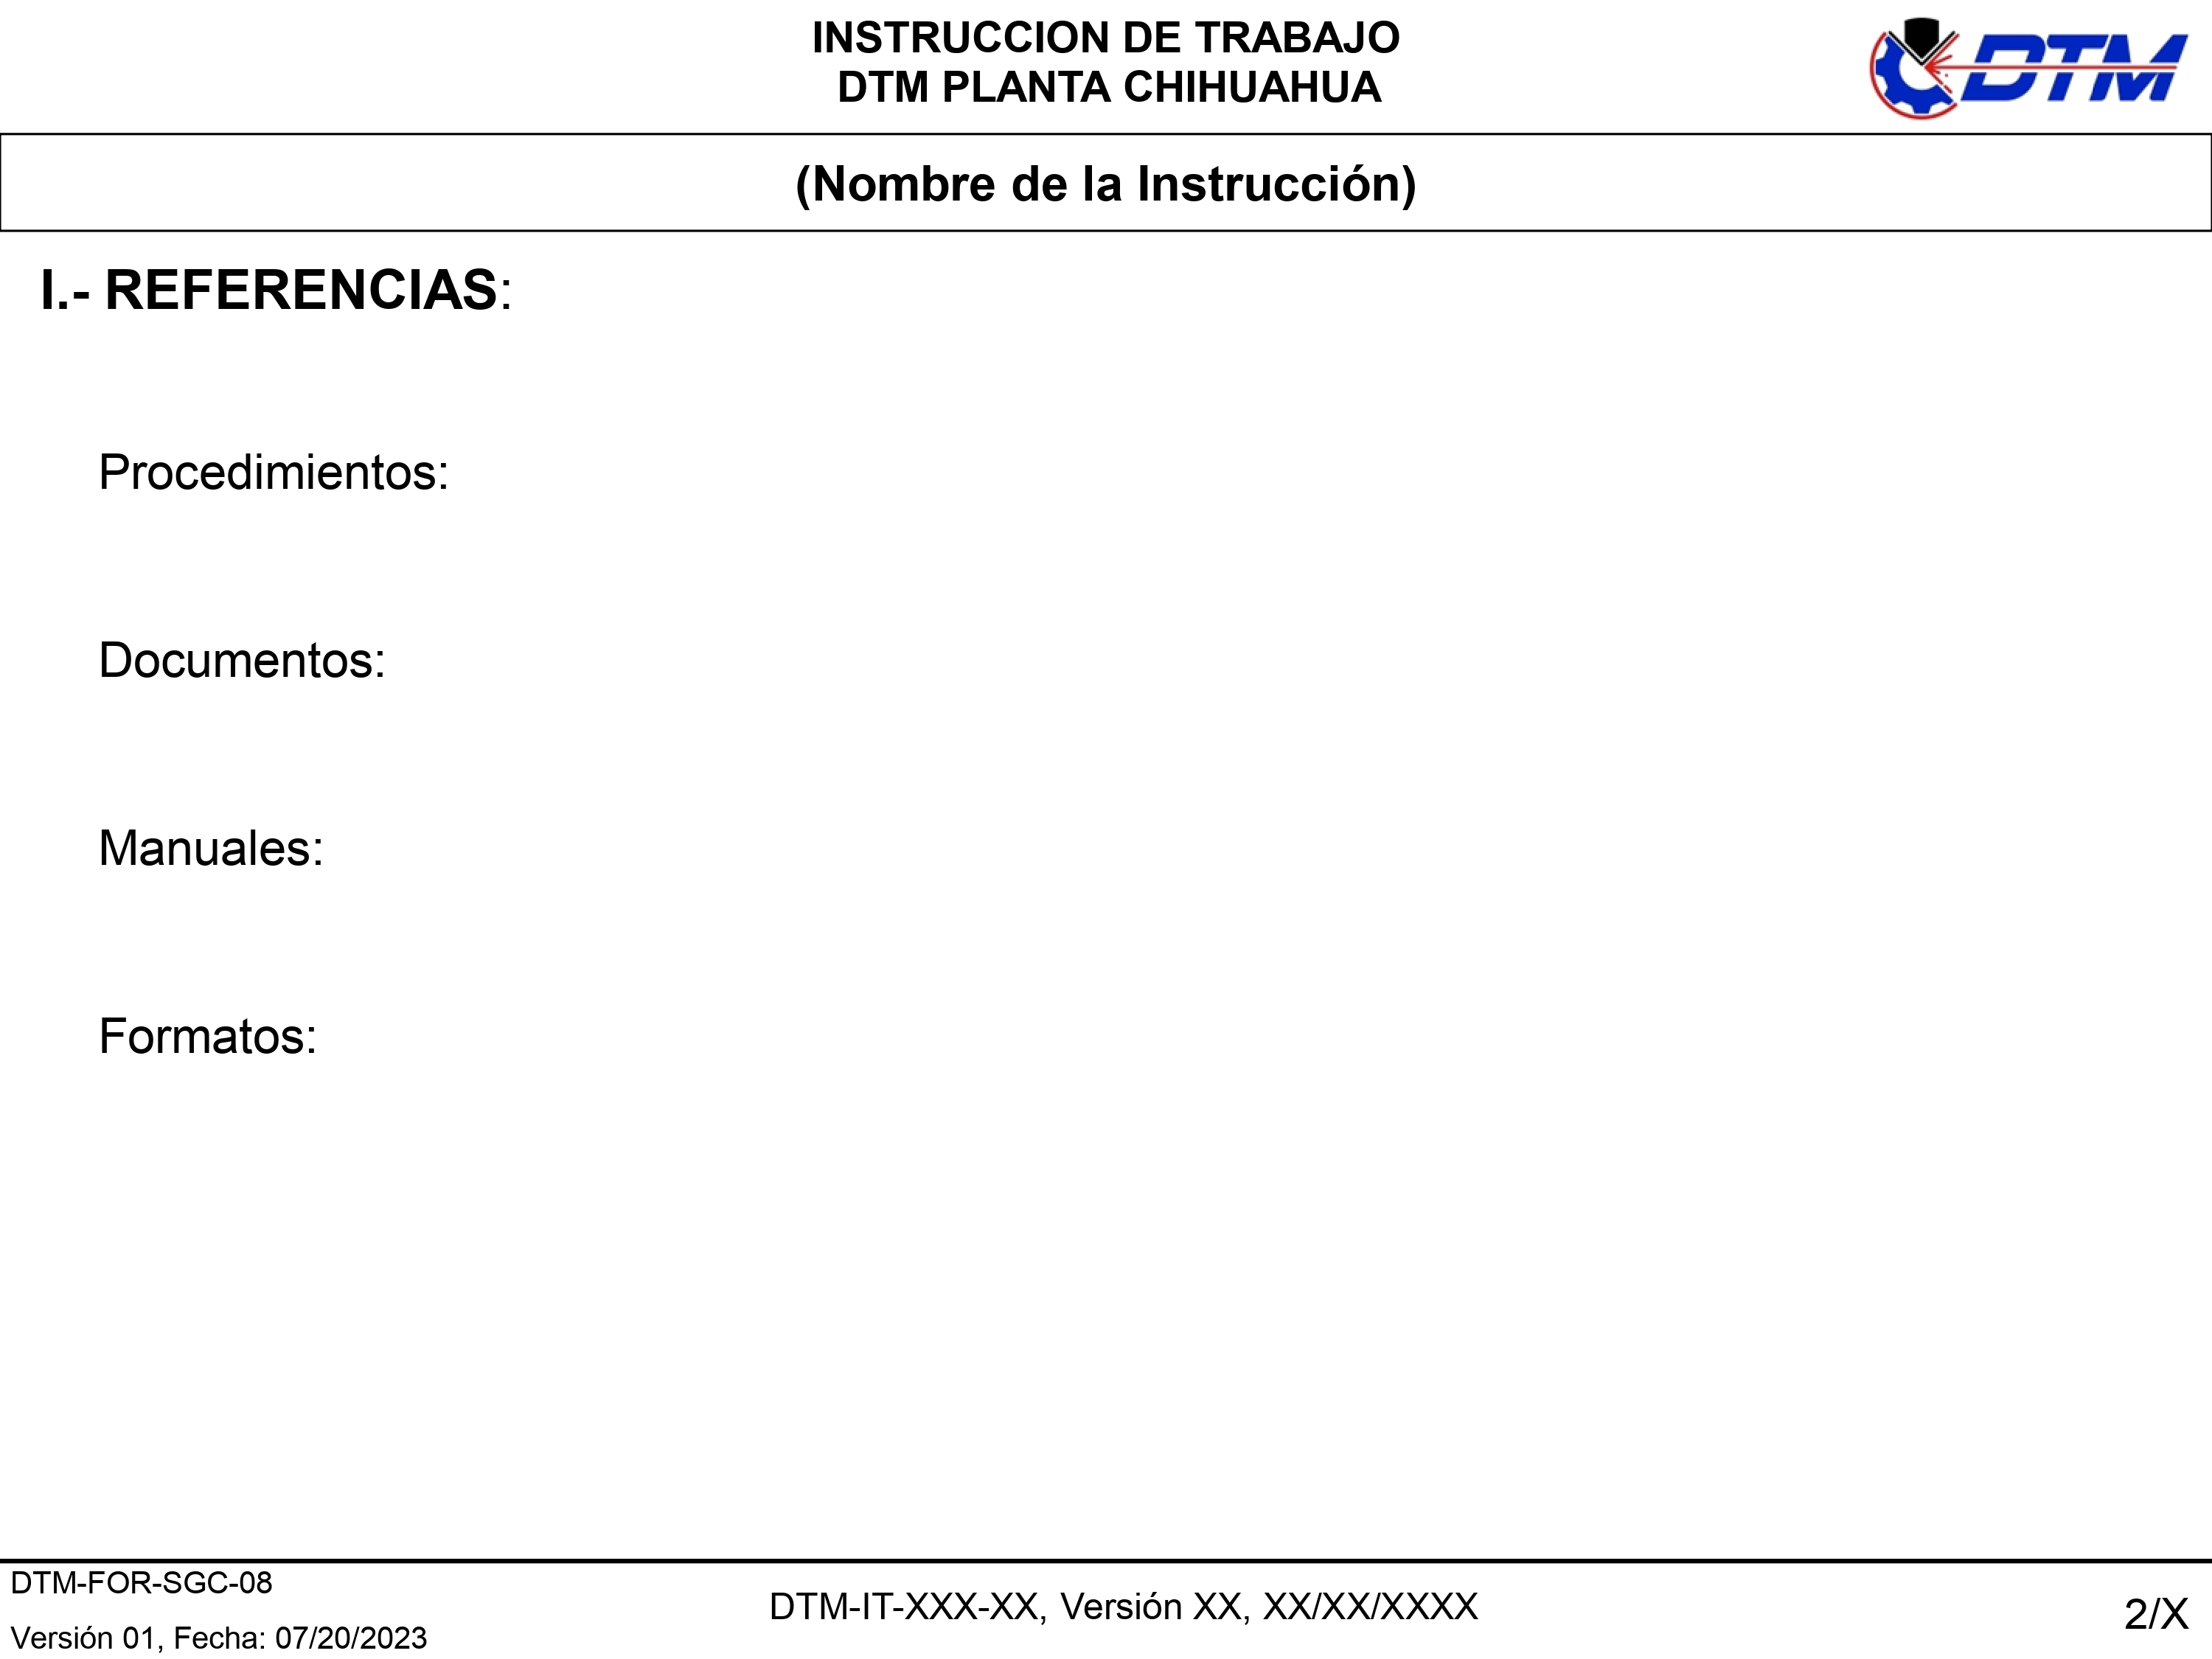 INSTRUCCION DE TRABAJO
DTM PLANTA CHIHUAHUA
DTM
(Nombre de la Instrucción)
I.- REFERENCIAS:
Procedimientos:
Documentos:
Manuales:
Formatos:
DTM-FOR-SGC-08
Versión 01, Fecha: 07/20/2023
DTM-IT-XXX-XX, Versión XX, XX/XX/XXXX
2/X